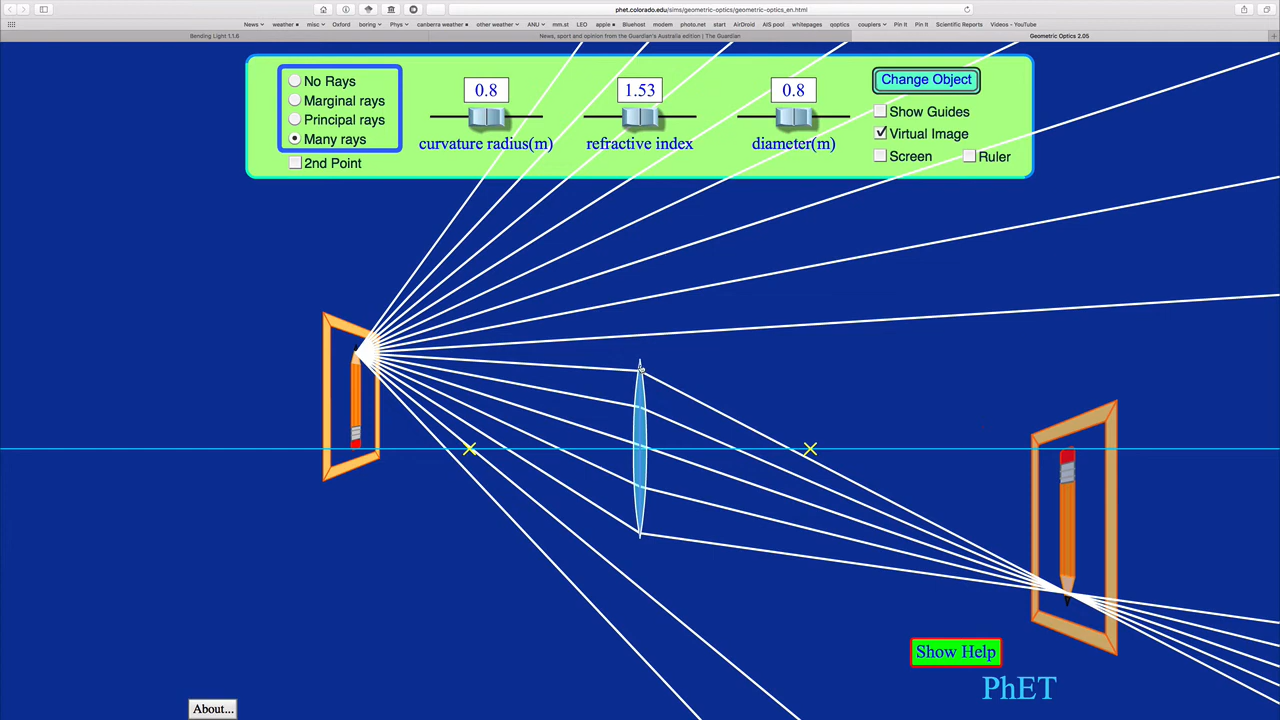 phet.colorado.edu/sims/geometric-optics/geometric-optics_en.html
News weather misc Oxford boring Phys canberra weather other weather ANU mm.st LEO apple Bluehost modem photo.net start AirDroid AIS pool whitepages qoptics couplers Pin It Pin It Scientific Reports Videos - YouTube
Bending Light 1.1.6 News, sport and opinion from the Guardian's Australia edition | The Guardian Geometric Optics 2.05
No Rays
Marginal rays
Principal rays
Many rays
2nd Point
0.8 1.53 0.8
curvature radius(m) refractive index diameter(m)
Change Object
Show Guides
Virtual Image
Screen Ruler
Show Help
PhET
About...